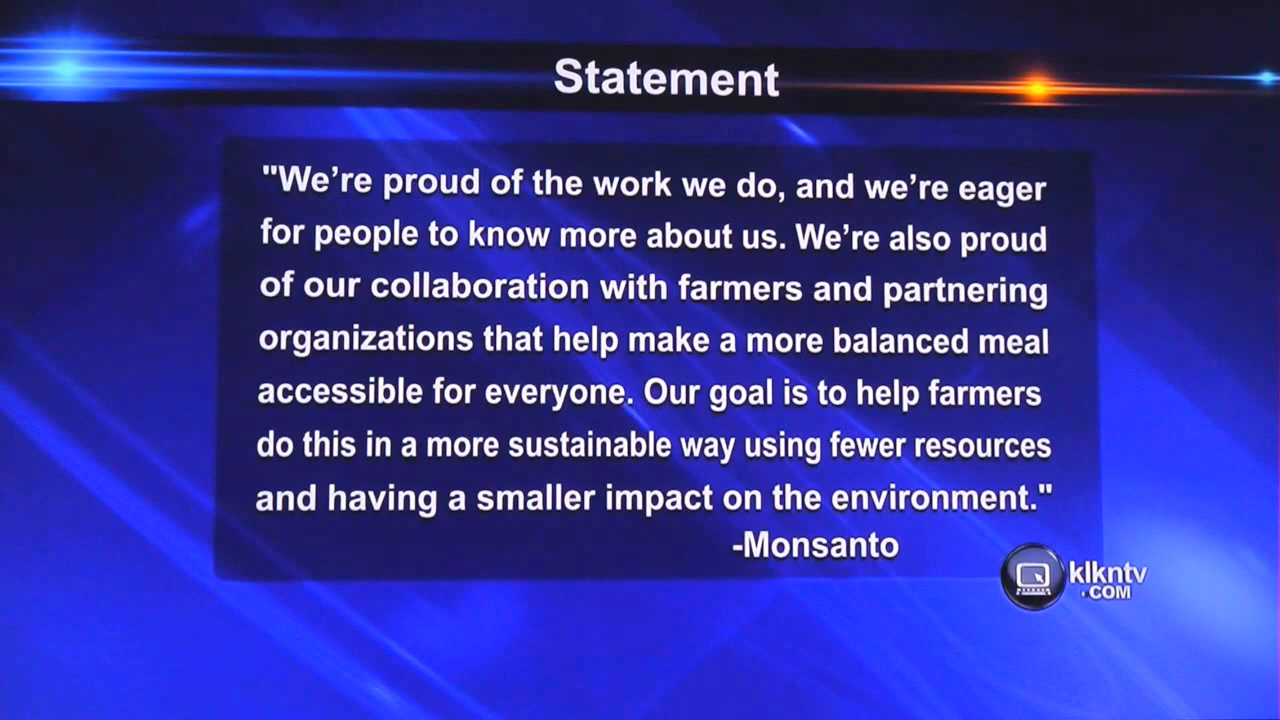 Statement
"We’re proud of the work we do, and we’re eager
for people to know more about us. We’re also proud
of our collaboration with farmers and partnering
organizations that help make a more balanced meal
accessible for everyone. Our goal is to help farmers
do this in a more sustainable way using fewer resources
and having a smaller impact on the environment."
-Monsanto
klkntv
.COM